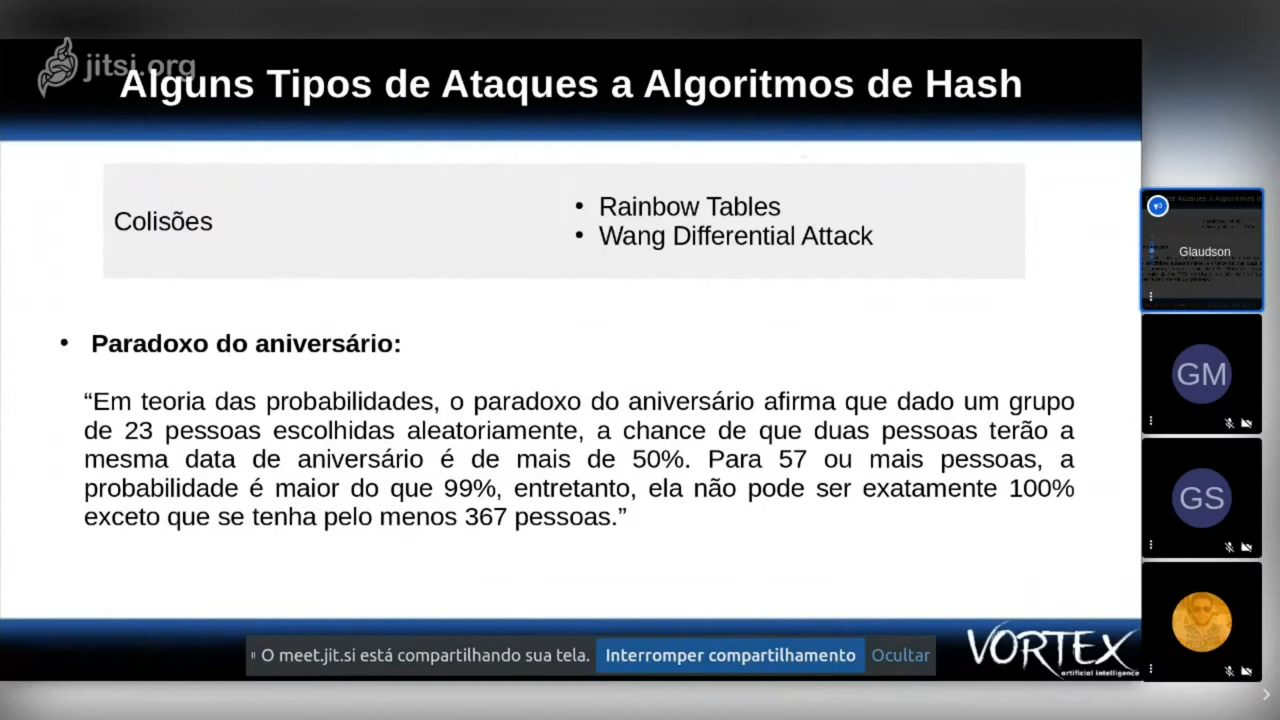 jitsi.org
Alguns Tipos de Ataques a Algoritmos de Hash
Colisões
• Rainbow Tables
• Wang Differential Attack
• Paradoxo do aniversário:
“Em teoria das probabilidades, o paradoxo do aniversário afirma que dado um grupo
de 23 pessoas escolhidas aleatoriamente, a chance de que duas pessoas terão a
mesma data de aniversário é de mais de 50%. Para 57 ou mais pessoas, a
probabilidade é maior do que 99%, entretanto, ela não pode ser exatamente 100%
exceto que se tenha pelo menos 367 pessoas.”
Glaudson
GM
GS
O meet.jit.si está compartilhando sua tela.
Interromper compartilhamento
Ocultar
VORTEX
artificial intelligence